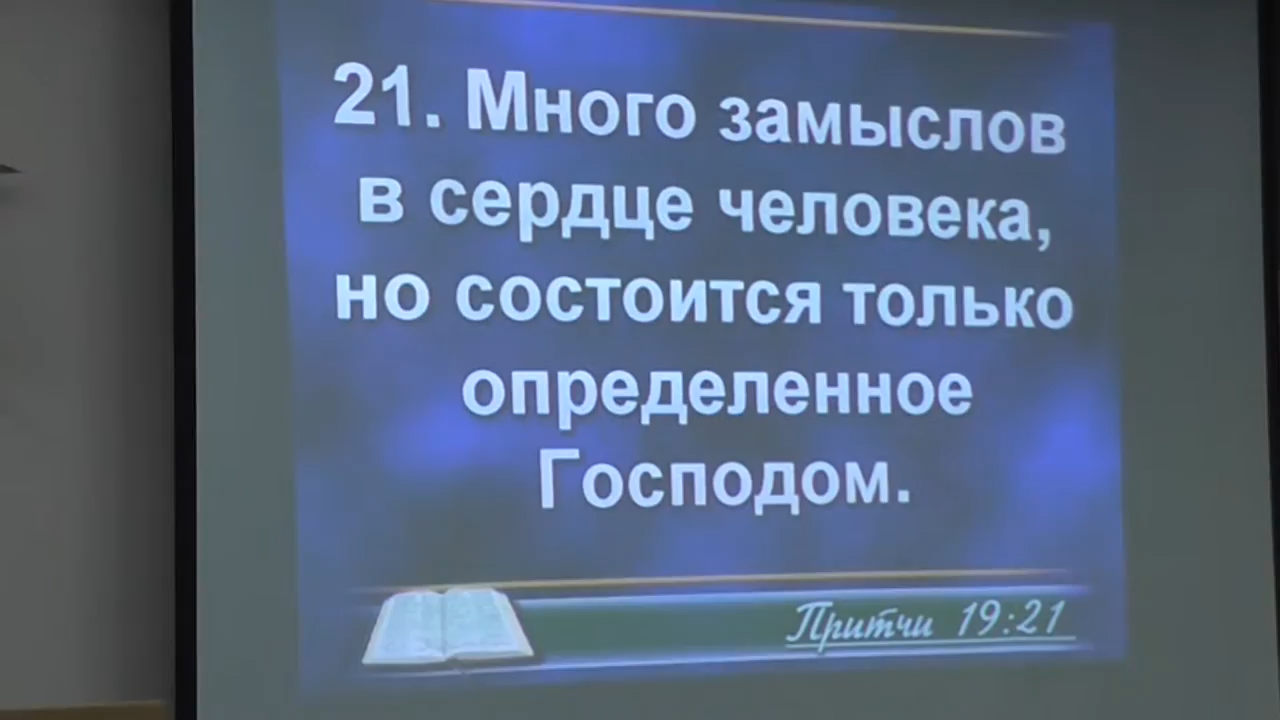 21. Много замыслов
в сердце человека,
но состоится только
определенное
Господом.
Притчи 19:21